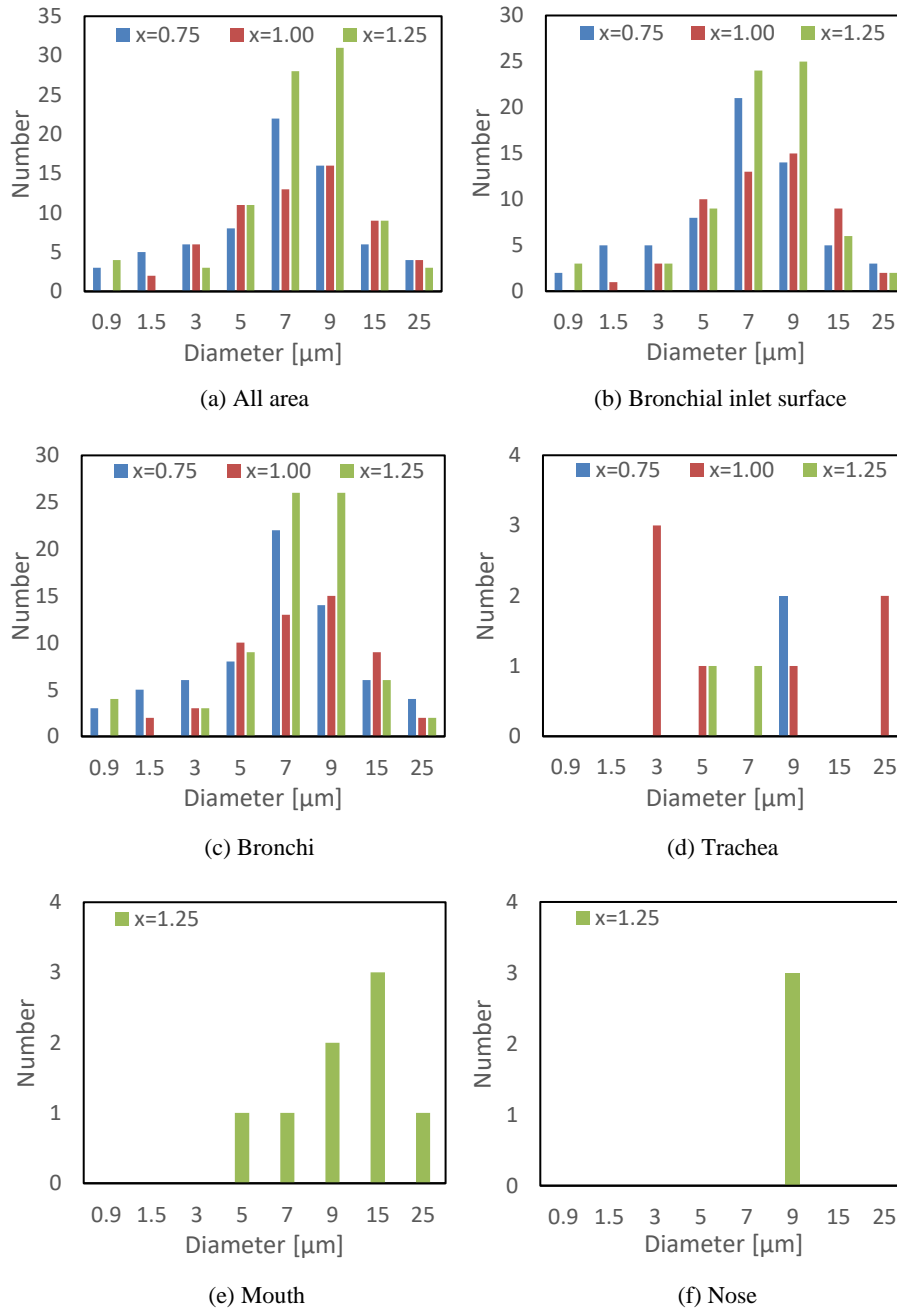 35
30
25
20
15
10
5
0
Number
x=0.75 x=1.00 x=1.25
0.9 1.5 3 5 7 9 15 25
Diameter [µm]
(a) All area
30
25
20
15
10
5
0
Number
x=0.75 x=1.00 x=1.25
0.9 1.5 3 5 7 9 15 25
Diameter [µm]
(b) Bronchial inlet surface
30
25
20
15
10
5
0
Number
x=0.75 x=1.00 x=1.25
0.9 1.5 3 5 7 9 15 25
Diameter [µm]
(c) Bronchi
4
3
2
1
0
Number
x=0.75 x=1.00 x=1.25
0.9 1.5 3 5 7 9 15 25
Diameter [µm]
(d) Trachea
4
3
2
1
0
Number
x=1.25
0.9 1.5 3 5 7 9 15 25
Diameter [µm]
(e) Mouth
4
3
2
1
0
Number
x=1.25
0.9 1.5 3 5 7 9 15 25
Diameter [µm]
(f) Nose